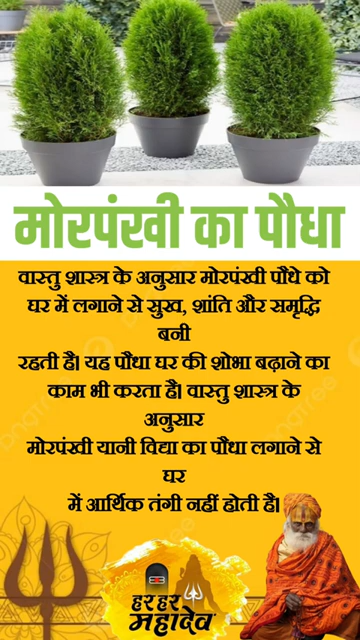 मोरपंखी का पौधा
वास्तु शास्त्र के अनुसार मोरपंखी पौधे को
घर में लगाने से सुख, शांति और समृद्धि
बनी
रहती है। यह पौधा घर की शोभा बढ़ाने का
काम भी करता है। वास्तु शास्त्र के
अनुसार
मोरपंखी यानी विद्या का पौधा लगाने से
घर
में आर्थिक तंगी नहीं होती है।
हर हर
महादेव